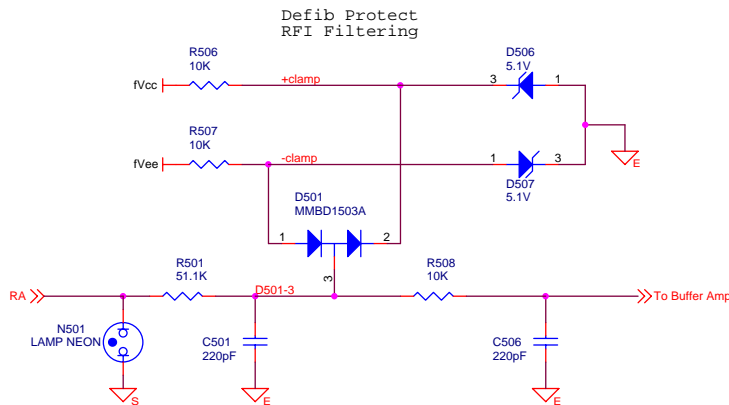 Defib Protect
RFI Filtering
R506
10K
D506
5.1V
fVcc
+clamp
3
1
R507
10K
fVee
-clamp
1
3
E
D507
5.1V
D501
MMBD1503A
1
2
3
R501
51.1K
R508
10K
RA
D501-3
To Buffer Amp
N501
LAMP NEON
C501
220pF
C506
220pF
S
E
E